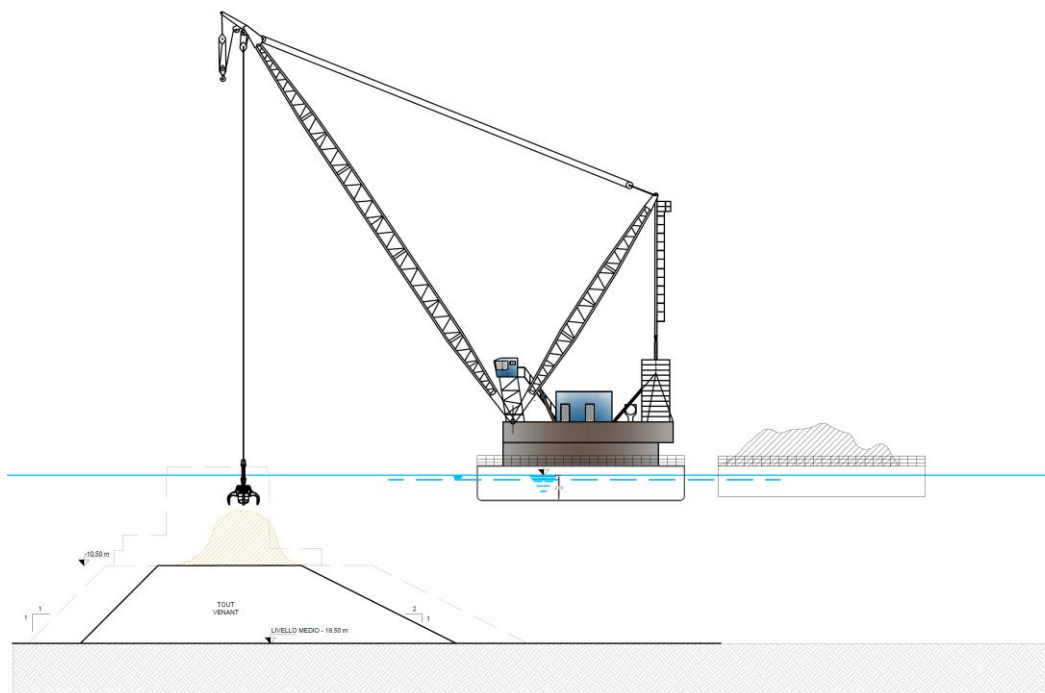 -10,50 m
1
1
TOUT
VENANT
2
1
LIVELLO MEDIO - 19,50 m